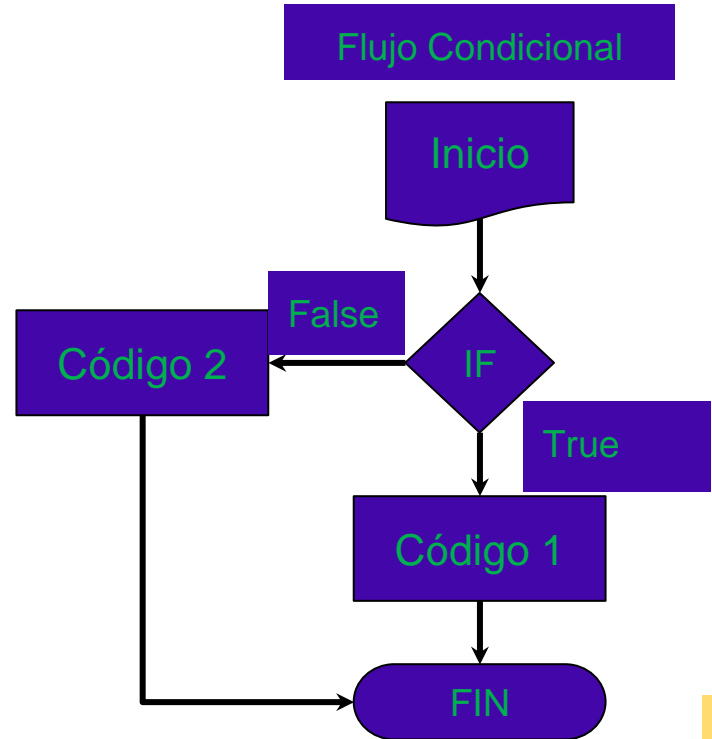 Flujo Condicional
Inicio
False
Código 2
IF
True
Código 1
FIN